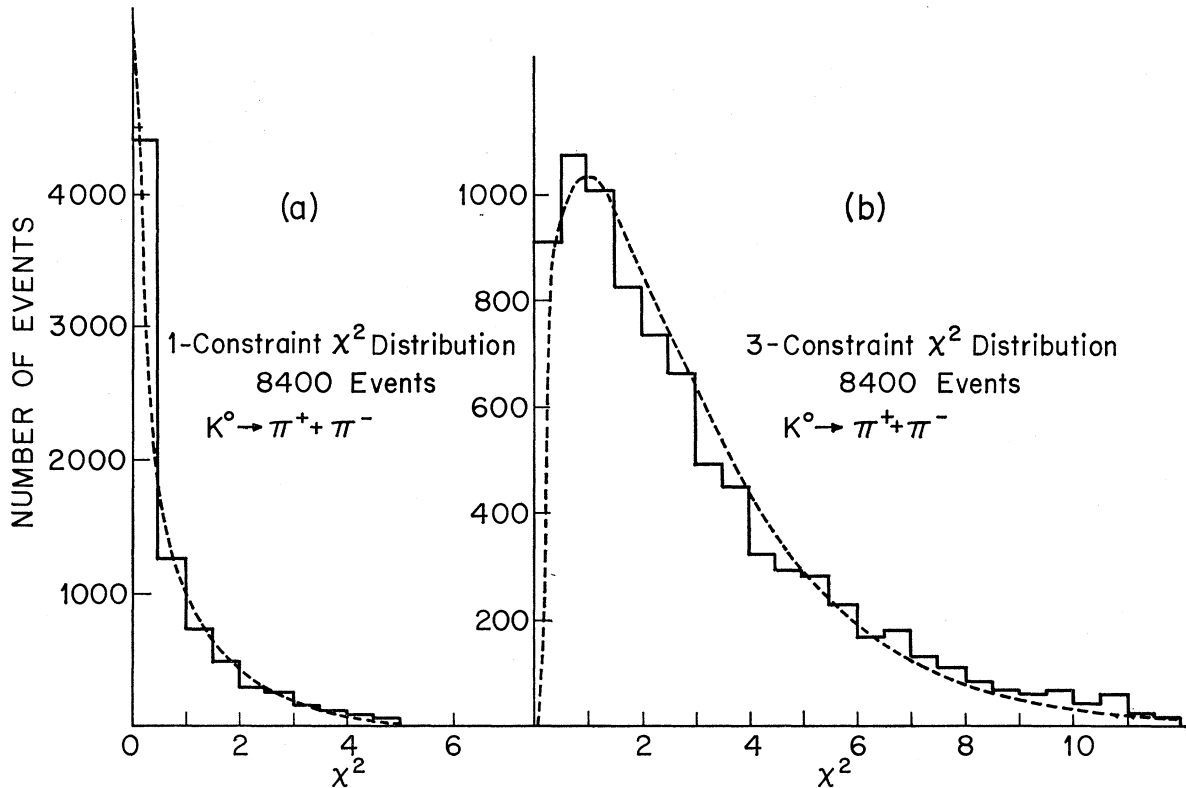 NUMBER OF EVENTS
4000
3000
2000
1000
(a)
1-Constraint χ² Distribution
8400 Events
K° → π⁺ + π⁻
0
2
4
6
χ²
1000
800
600
400
200
(b)
3-Constraint χ² Distribution
8400 Events
K° → π⁺+π⁻
2
4
6
8
10
χ²